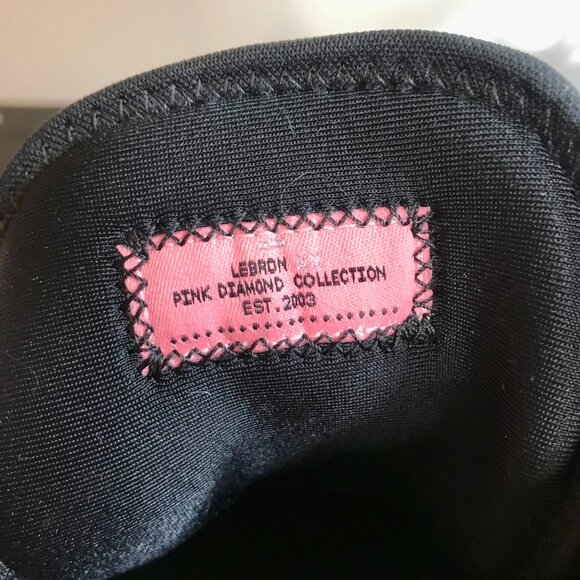 LEBRON
PINK DIAMOND COLLECTION
EST.2003